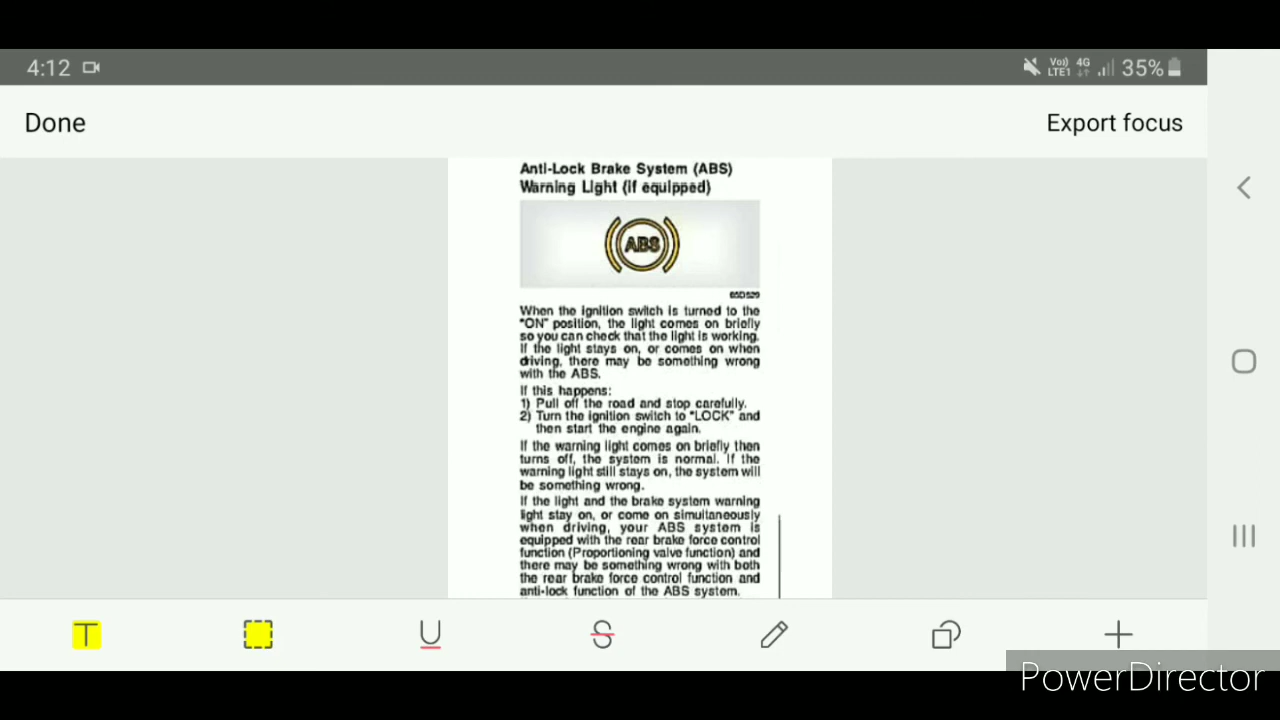 4:12
Vo)) LTE1 4G 35%
Done
Export focus
Anti-Lock Brake System (ABS)
Warning Light (if equipped)
ABS
65D529
When the ignition switch is turned to the
"ON" position, the light comes on briefly
so you can check that the light is working.
If the light stays on, or comes on when
driving, there may be something wrong
with the ABS.
If this happens:
1) Pull off the road and stop carefully.
2) Turn the ignition switch to "LOCK" and
then start the engine again.
If the warning light comes on briefly then
turns off, the system is normal. If the
warning light still stays on, the system will
be something wrong.
If the light and the brake system warning
light stay on, or come on simultaneously
when driving, your ABS system is
equipped with the rear brake force control
function (Proportioning valve function) and
there may be something wrong with both
the rear brake force control function and
anti-lock function of the ABS system.
T
U
S
PowerDirector